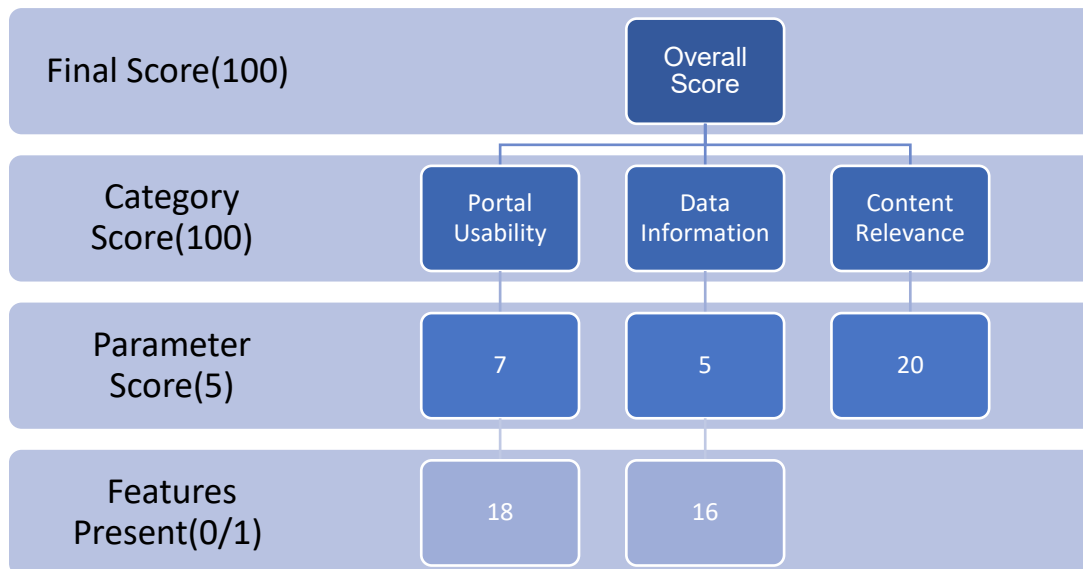 Final Score(100)
Overall
Score
Category
Score(100)
Portal
Usability
Data
Information
Content
Relevance
Parameter
Score(5)
7
5
20
Features
Present(0/1)
18
16